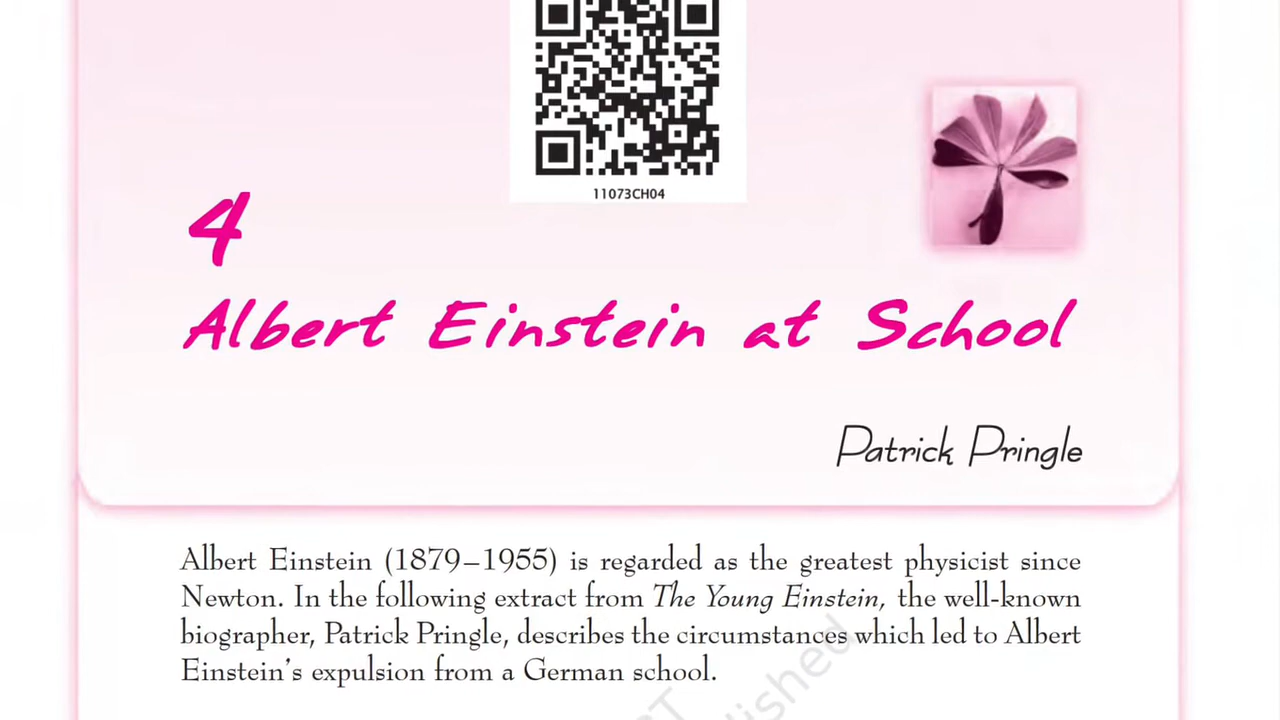 11073CH04
4
Albert Einstein at School
Patrick Pringle
Albert Einstein (1879–1955) is regarded as the greatest physicist since
Newton. In the following extract from The Young Einstein, the well-known
biographer, Patrick Pringle, describes the circumstances which led to Albert
Einstein's expulsion from a German school.